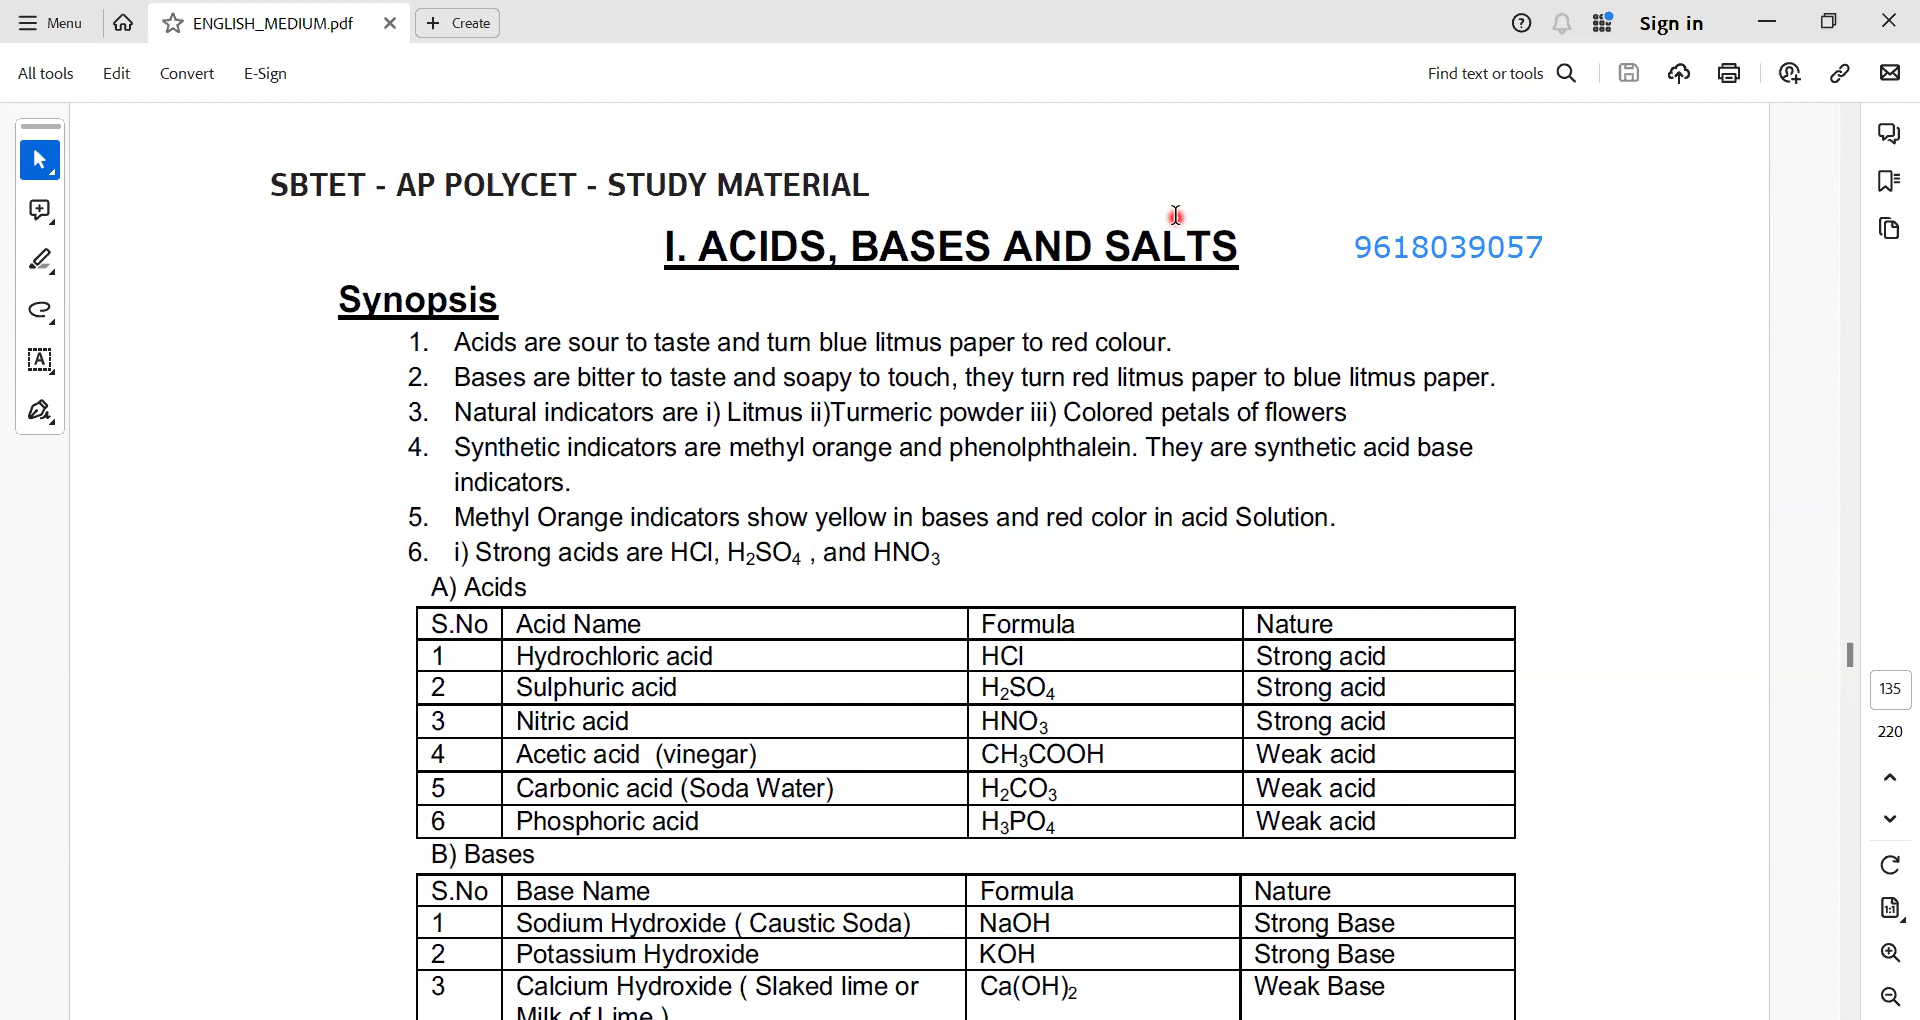 Menu ENGLISH_MEDIUM.pdf Create Sign in
All tools Edit Convert E-Sign Find text or tools
SBTET - AP POLYCET - STUDY MATERIAL
I. ACIDS, BASES AND SALTS 9618039057
Synopsis
1. Acids are sour to taste and turn blue litmus paper to red colour.
2. Bases are bitter to taste and soapy to touch, they turn red litmus paper to blue litmus paper.
3. Natural indicators are i) Litmus ii)Turmeric powder iii) Colored petals of flowers
4. Synthetic indicators are methyl orange and phenolphthalein. They are synthetic acid base
indicators.
5. Methyl Orange indicators show yellow in bases and red color in acid Solution.
6. i) Strong acids are HCl, H₂SO₄ , and HNO₃
A) Acids
S.No Acid Name Formula Nature
1 Hydrochloric acid HCl Strong acid
2 Sulphuric acid H₂SO₄ Strong acid
3 Nitric acid HNO₃ Strong acid
4 Acetic acid (vinegar) CH₃COOH Weak acid
5 Carbonic acid (Soda Water) H₂CO₃ Weak acid
6 Phosphoric acid H₃PO₄ Weak acid
B) Bases
S.No Base Name Formula Nature
1 Sodium Hydroxide ( Caustic Soda) NaOH Strong Base
2 Potassium Hydroxide KOH Strong Base
3 Calcium Hydroxide ( Slaked lime or Ca(OH)₂ Weak Base
Milk of Lime )
135
220